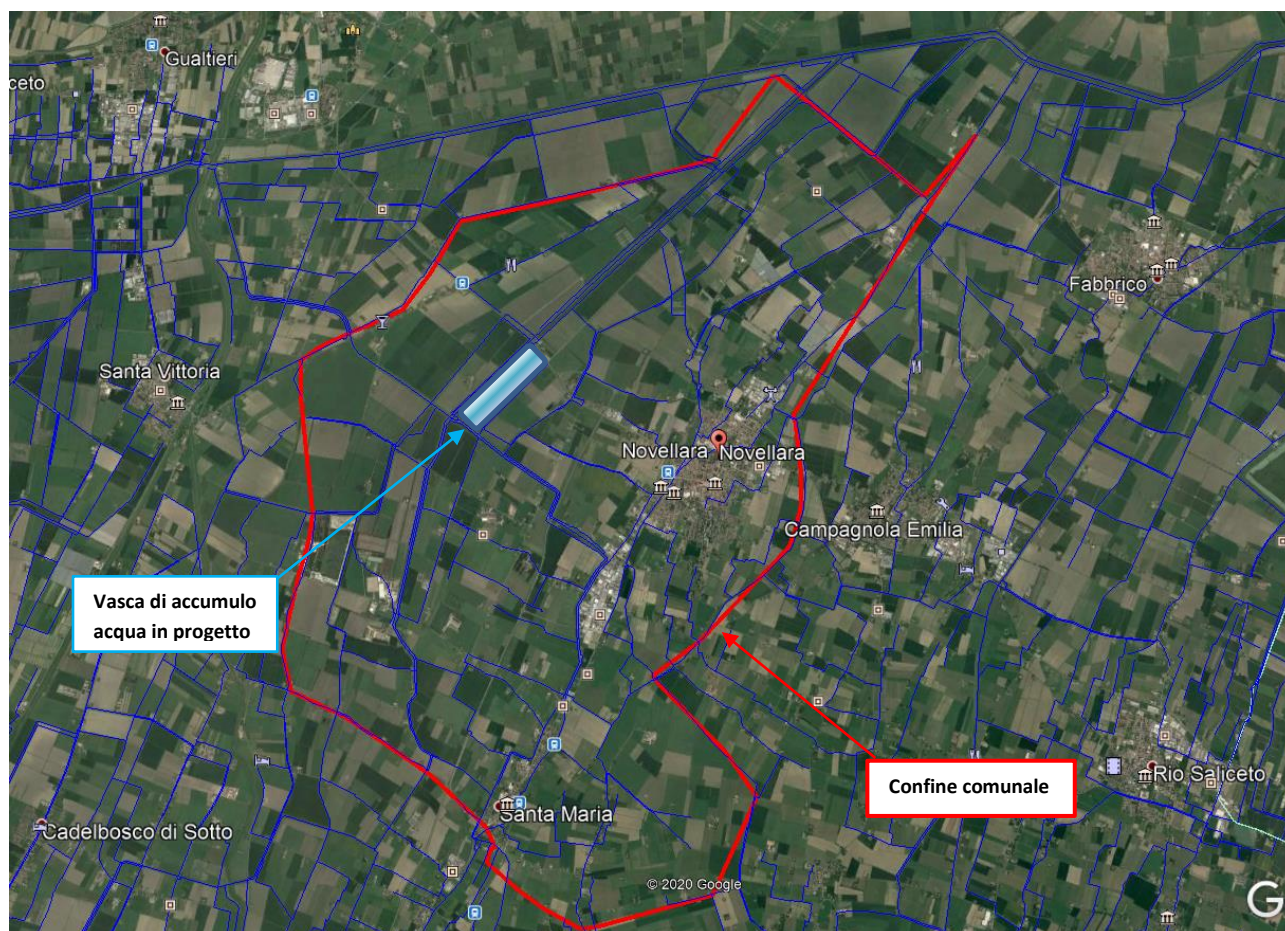 Gualtieri
ceto
Fabbrico
Santa Vittoria
Novellara Novellara
Campagnola Emilia
Vasca di accumulo
acqua in progetto
Confine comunale
Rio Saliceto
Santa Maria
Cadelbosco di Sotto
© 2020 Google
G